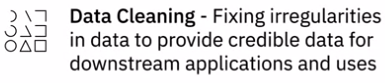 Data Cleaning - Fixing irregularities
in data to provide credible data for
downstream applications and uses